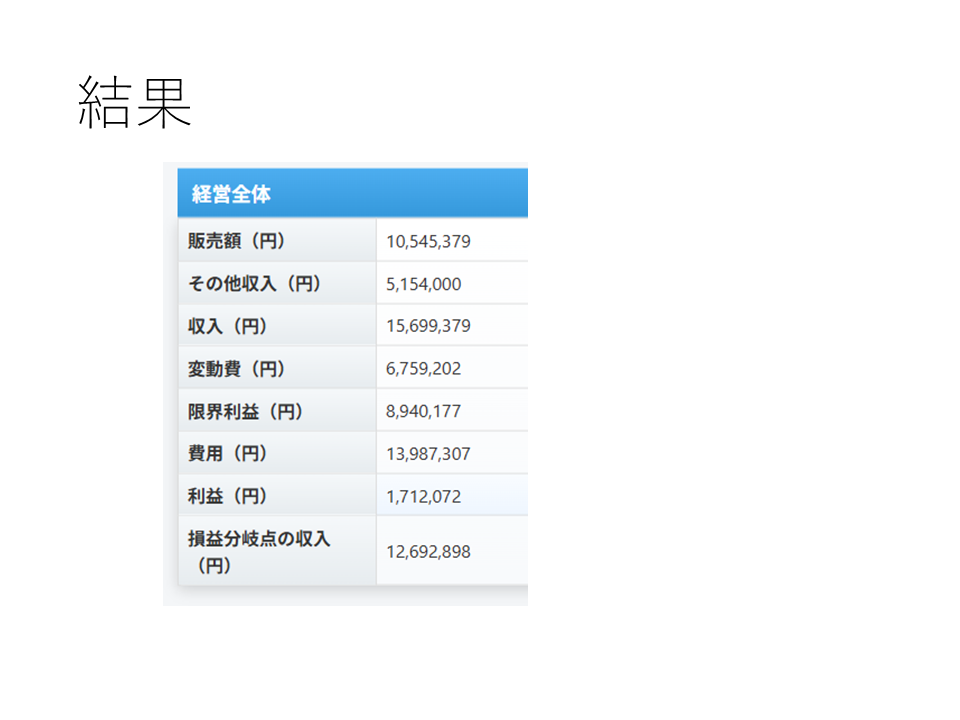 結果
経営全体
販売額（円） 10,545,379
その他収入（円） 5,154,000
収入（円） 15,699,379
変動費（円） 6,759,202
限界利益（円） 8,940,177
費用（円） 13,987,307
利益（円） 1,712,072
損益分岐点の収入
（円） 12,692,898